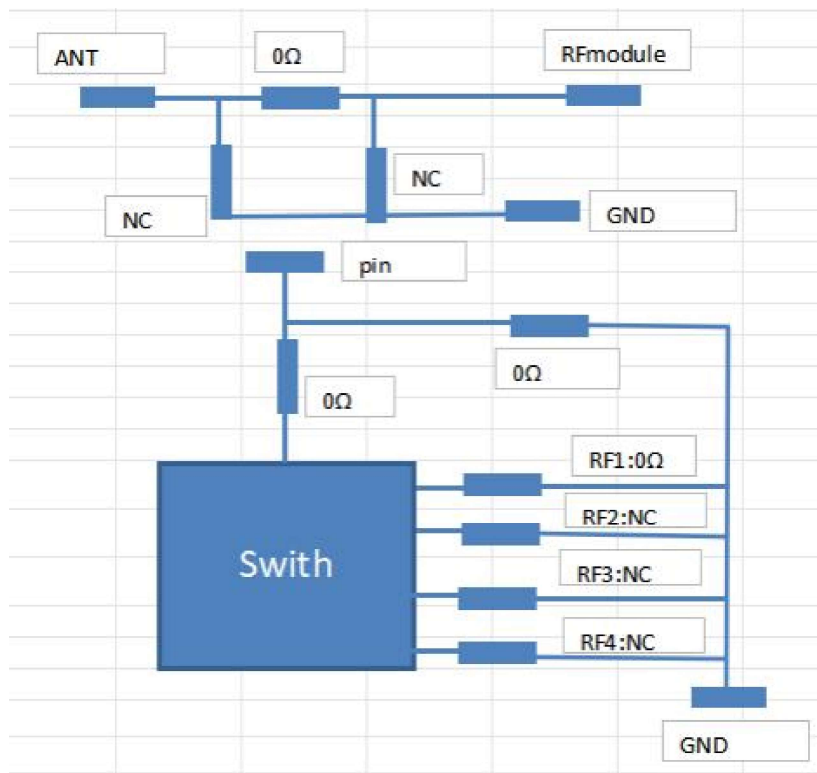 ANT
0Ω
RFmodule
NC
NC
GND
pin
0Ω
0Ω
RF1:0Ω
RF2:NC
Swith
RF3:NC
RF4:NC
GND